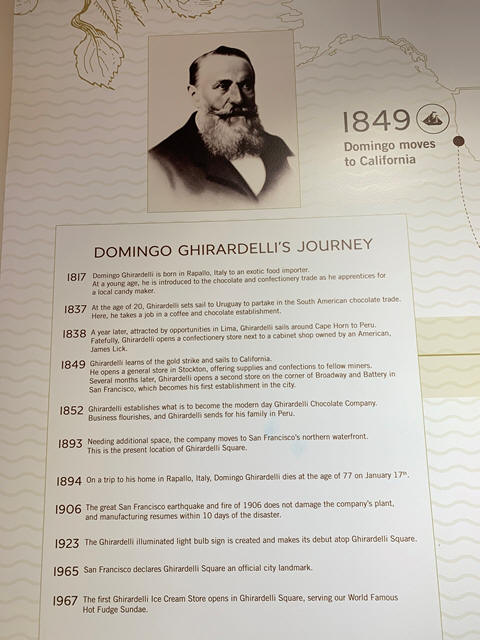 1849
Domingo moves
to California
DOMINGO GHIRARDELLI'S JOURNEY
1817 Domingo Ghirardelli is born in Rapallo, Italy to an exotic food importer.
At a young age, he is introduced to the chocolate and confectionery trade as he apprentices for
a local candy maker.
1837 At the age of 20, Ghirardelli sets sail to Uruguay to partake in the South American chocolate trade.
Here, he takes a job in a coffee and chocolate establishment.
1838 A year later, attracted by opportunities in Lima, Ghirardelli sails around Cape Horn to Peru.
Fatefully, Ghirardelli opens a confectionery store next to a cabinet shop owned by an American,
James Lick.
1849 Ghirardelli learns of the gold strike and sails to California.
He opens a general store in Stockton, offering supplies and confections to fellow miners.
Several months later, Ghirardelli opens a second store on the corner of Broadway and Battery in
San Francisco, which becomes his first establishment in the city.
1852 Ghirardelli establishes what is to become the modern day Ghirardelli Chocolate Company.
Business flourishes, and Ghirardelli sends for his family in Peru.
1893 Needing additional space, the company moves to San Francisco's northern waterfront.
This is the present location of Ghirardelli Square.
1894 On a trip to his home in Rapallo, Italy, Domingo Ghirardelli dies at the age of 77 on January 17th.
1906 The great San Francisco earthquake and fire of 1906 does not damage the company's plant,
and manufacturing resumes within 10 days of the disaster.
1923 The Ghirardelli illuminated light bulb sign is created and makes its debut atop Ghirardelli Square.
1965 San Francisco declares Ghirardelli Square an official city landmark.
1967 The first Ghirardelli Ice Cream Store opens in Ghirardelli Square, serving our World Famous
Hot Fudge Sundae.